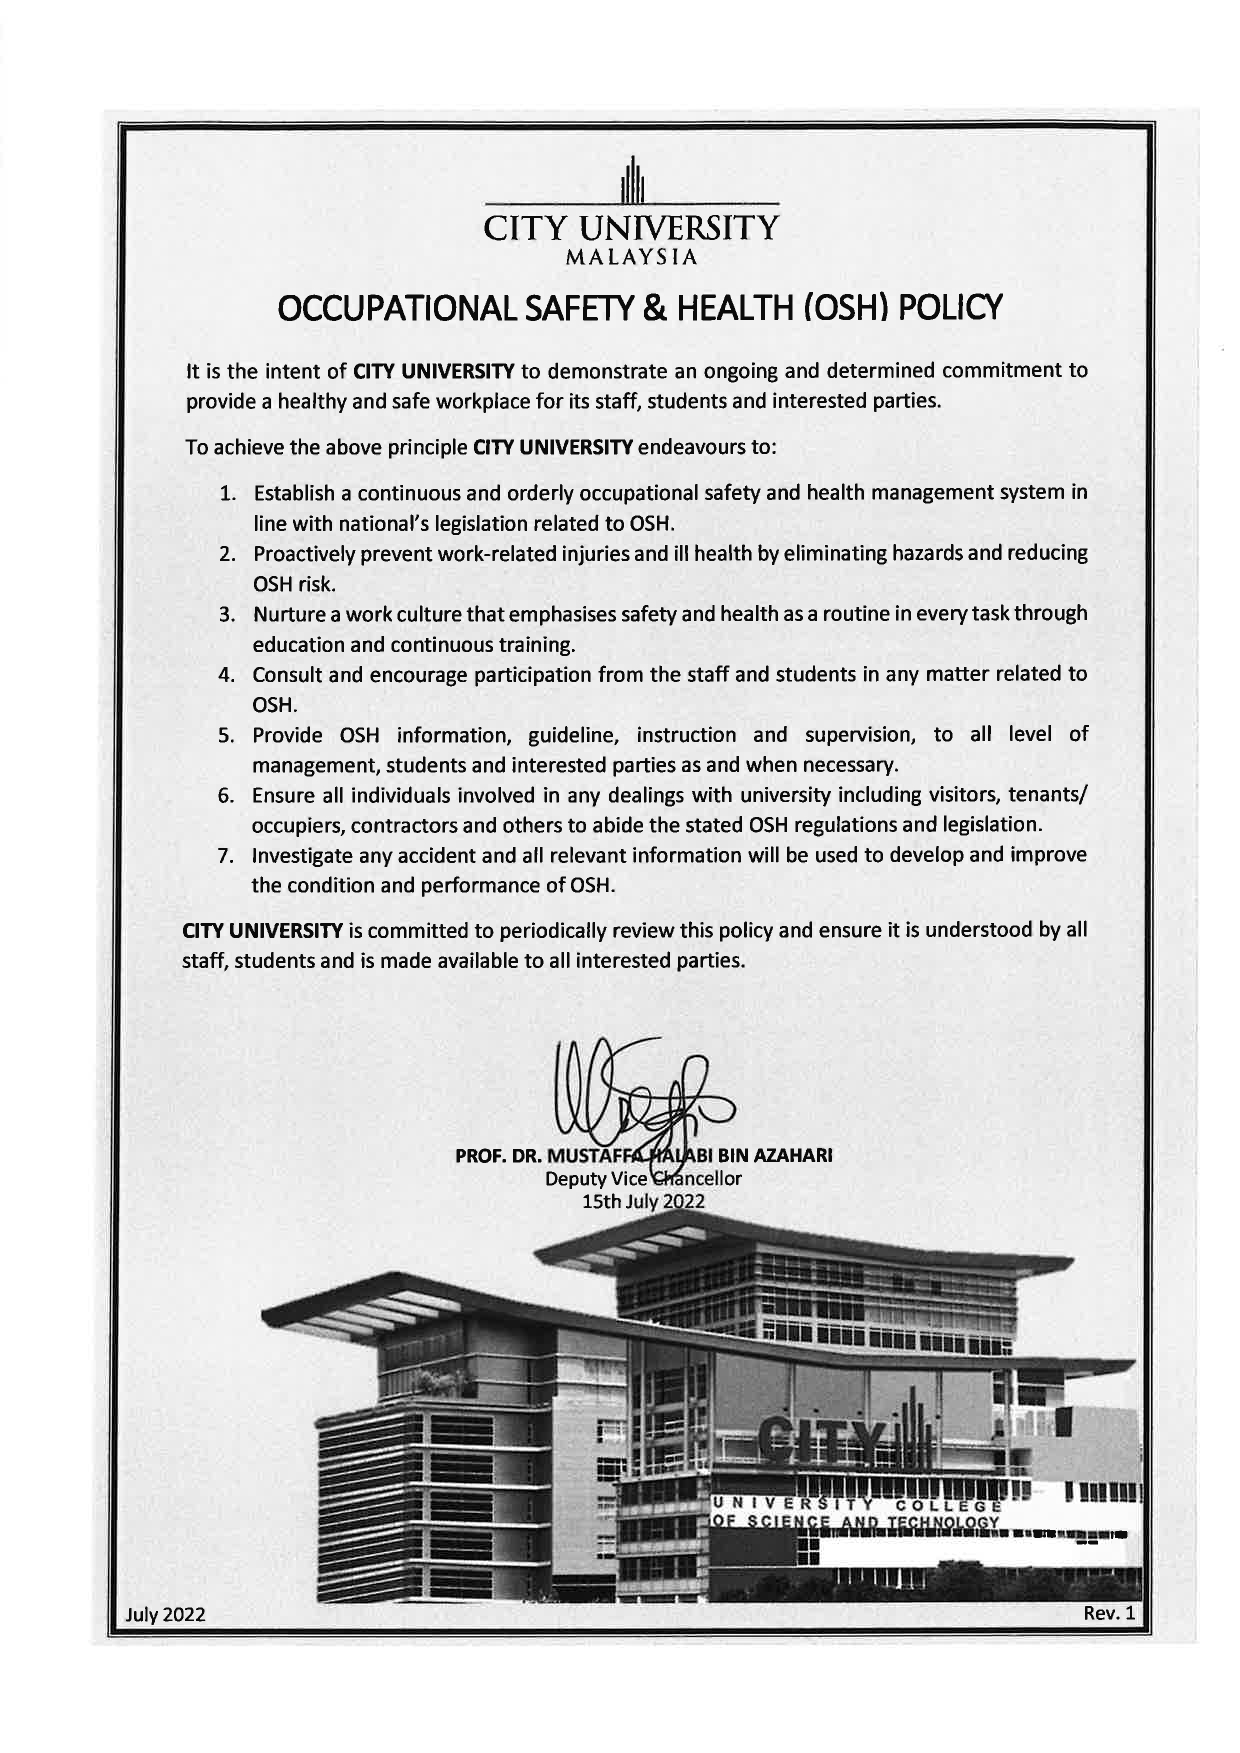 CITY UNIVERSITY
MALAYSIA
OCCUPATIONAL SAFETY & HEALTH (OSH) POLICY
It is the intent of CITY UNIVERSITY to demonstrate an ongoing and determined commitment to
provide a healthy and safe workplace for its staff, students and interested parties.
To achieve the above principle CITY UNIVERSITY endeavours to:
1. Establish a continuous and orderly occupational safety and health management system in
line with national's legislation related to OSH.
2. Proactively prevent work-related injuries and ill health by eliminating hazards and reducing
OSH risk.
3. Nurture a work culture that emphasises safety and health as a routine in every task through
education and continuous training.
4. Consult and encourage participation from the staff and students in any matter related to
OSH.
5. Provide OSH information, guideline, instruction and supervision, to all level of
management, students and interested parties as and when necessary.
6. Ensure all individuals involved in any dealings with university including visitors, tenants/
occupiers, contractors and others to abide the stated OSH regulations and legislation.
7. Investigate any accident and all relevant information will be used to develop and improve
the condition and performance of OSH.
CITY UNIVERSITY is committed to periodically review this policy and ensure it is understood by all
staff, students and is made available to all interested parties.
PROF. DR. MUSTAFFA HALABI BIN AZAHARI
Deputy Vice Chancellor
15th July 2022
CITY
UNIVERSITY COLLEGE
OF SCIENCE AND TECHNOLOGY
July 2022
Rev. 1